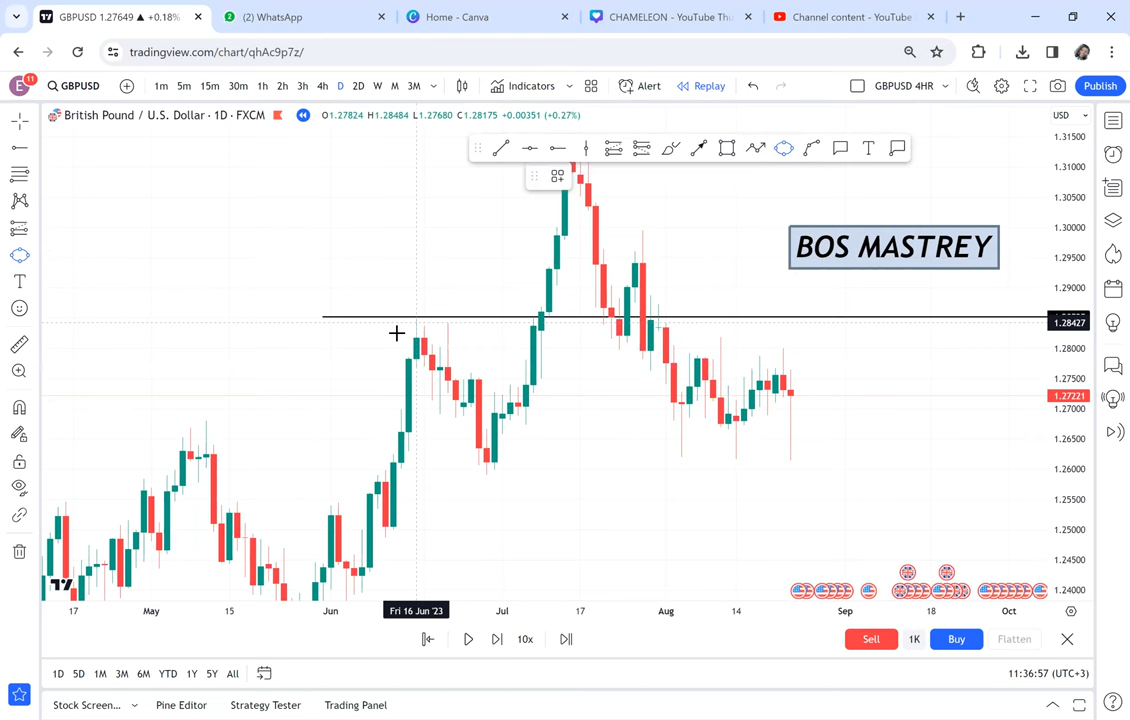 GBPUSD 1.27649 ▲ +0.18%
(2) WhatsApp
Home - Canva
CHAMELEON - YouTube Thu
Channel content - YouTube
tradingview.com/chart/qhAc9p7z/
E
11
GBPUSD
1m 5m 15m 30m 1h 2h 3h 4h D 2D W M 3M
Indicators
Alert
Replay
GBPUSD 4HR
Publish
British Pound / U.S. Dollar · 1D · FXCM
O1.27824 H1.28484 L1.27680 C1.28175 +0.00351 (+0.27%)
USD
1.31500
1.31000
1.30500
1.30000
BOS MASTREY
1.29500
1.29000
1.28427
1.28000
1.27500
1.27221
1.27000
1.26500
1.26000
1.25500
1.25000
1.24500
1.24000
17 May 15 Jun Fri 16 Jun '23 Jul 17 Aug 14 Sep 18 Oct
10x
Sell 1K Buy Flatten
1D 5D 1M 3M 6M YTD 1Y 5Y All
11:36:57 (UTC+3)
Stock Screen... Pine Editor Strategy Tester Trading Panel